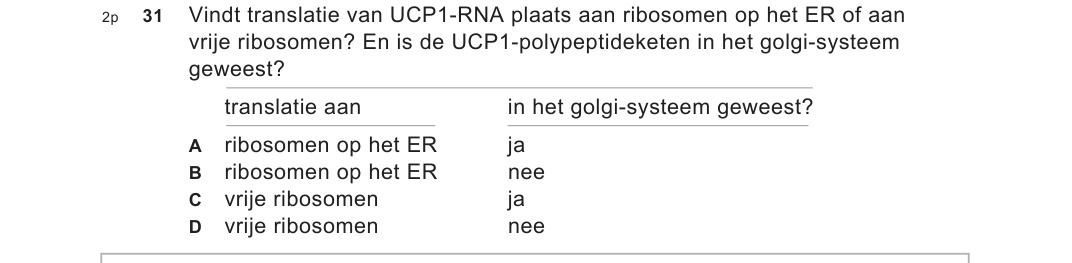 2p 31 Vindt translatie van UCP1-RNA plaats aan ribosomen op het ER of aan
vrije ribosomen? En is de UCP1-polypeptideketen in het golgi-systeem
geweest?
translatie aan in het golgi-systeem geweest?
A ribosomen op het ER ja
B ribosomen op het ER nee
C vrije ribosomen ja
D vrije ribosomen nee